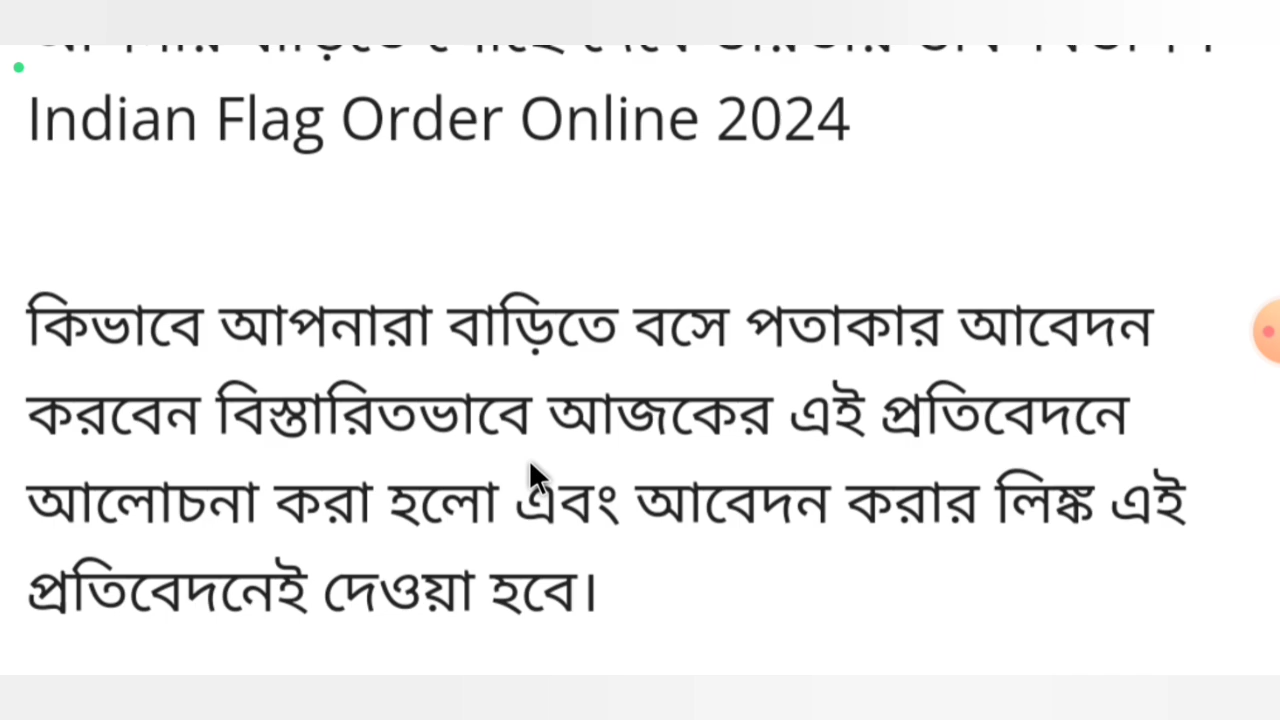 Indian Flag Order Online 2024
কিভাবে আপনারা বাড়িতে বসে পতাকার আবেদন
করবেন বিস্তারিতভাবে আজকের এই প্রতিবেদনে
আলোচনা করা হলো এবং আবেদন করার লিঙ্ক এই
প্রতিবেদনেই দেওয়া হবে।